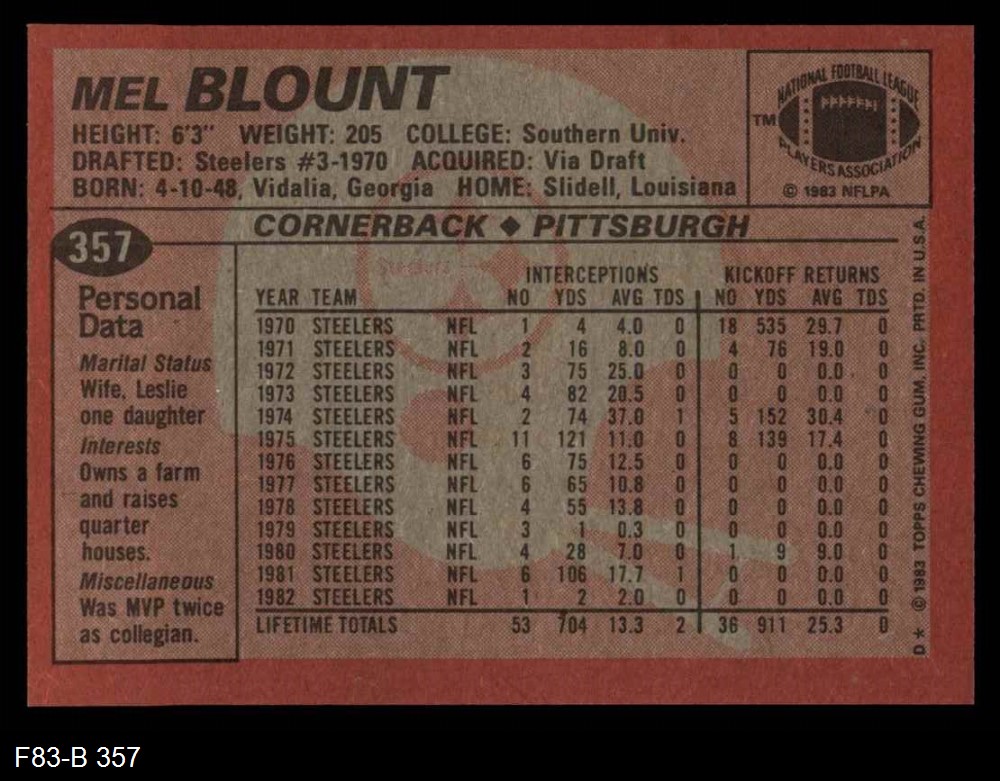 MEL BLOUNT
HEIGHT: 6'3" WEIGHT: 205 COLLEGE: Southern Univ.
DRAFTED: Steelers #3-1970 ACQUIRED: Via Draft
BORN: 4-10-48, Vidalia, Georgia HOME: Slidell, Louisiana
NATIONAL FOOTBALL LEAGUE
TM
PLAYERS ASSOCIATION
© 1983 NFLPA
CORNERBACK ◆ PITTSBURGH
357
Personal
Data
Marital Status
Wife, Leslie
one daughter
Interests
Owns a farm
and raises
quarter
houses.
Miscellaneous
Was MVP twice
as collegian.
Steelers
INTERCEPTIONS KICKOFF RETURNS
YEAR TEAM NO YDS AVG TDS NO YDS AVG TDS
1970 STEELERS NFL 1 4 4.0 0 18 535 29.7 0
1971 STEELERS NFL 2 16 8.0 0 4 76 19.0 0
1972 STEELERS NFL 3 75 25.0 0 0 0 0.0 0
1973 STEELERS NFL 4 82 20.5 0 0 0 0.0 0
1974 STEELERS NFL 2 74 37.0 1 5 152 30.4 0
1975 STEELERS NFL 11 121 11.0 0 8 139 17.4 0
1976 STEELERS NFL 6 75 12.5 0 0 0 0.0 0
1977 STEELERS NFL 6 65 10.8 0 0 0 0.0 0
1978 STEELERS NFL 4 55 13.8 0 0 0 0.0 0
1979 STEELERS NFL 3 1 0.3 0 0 0 0.0 0
1980 STEELERS NFL 4 28 7.0 0 1 9 9.0 0
1981 STEELERS NFL 6 106 17.7 1 0 0 0.0 0
1982 STEELERS NFL 1 2 2.0 0 0 0 0.0 0
LIFETIME TOTALS 53 704 13.3 2 36 911 25.3 0
D* © 1983 TOPPS CHEWING GUM, INC. PRTD. IN U.S.A.
F83-B 357